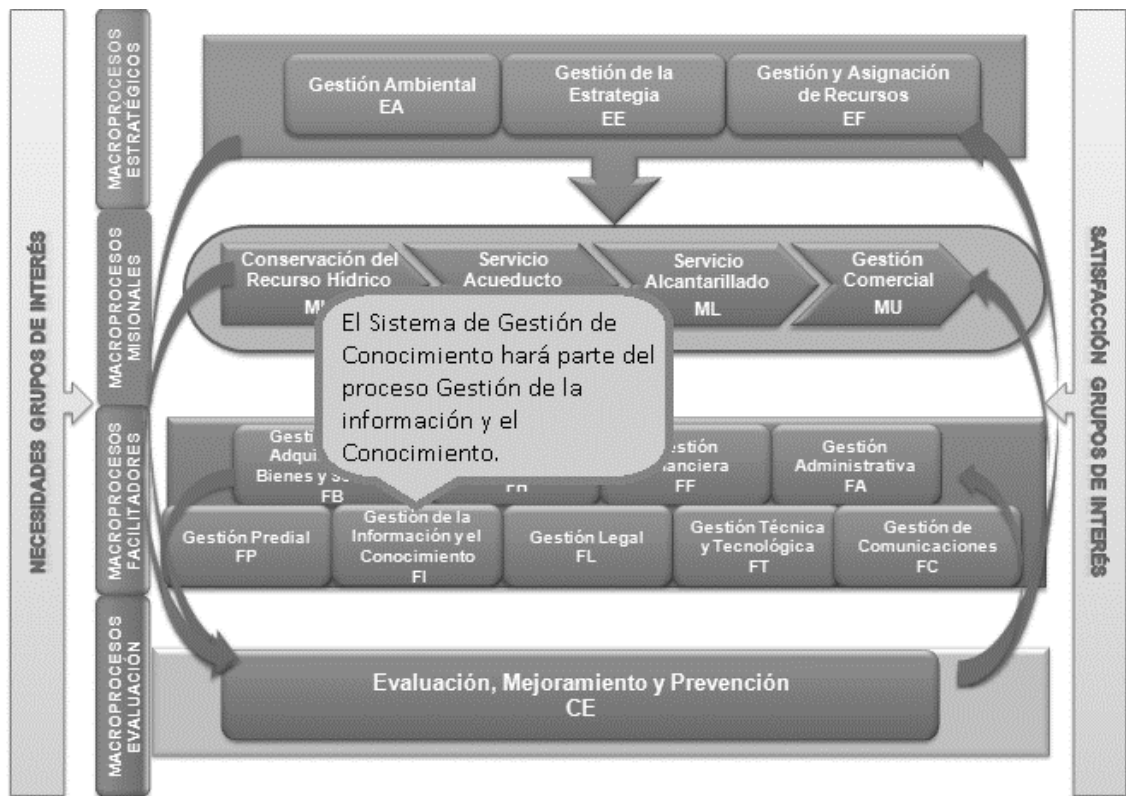 NECESIDADES GRUPOS DE INTERÉS
MACROPROCESOS
ESTRATÉGICOS
Gestión Ambiental
EA
Gestión de la
Estrategia
EE
Gestión y Asignación
de Recursos
EF
MACROPROCESOS
MISIONALES
Conservación del
Recurso Hídrico
Servicio
Acueducto
Servicio
Alcantarillado
ML
Gestión
Comercial
MU
El Sistema de Gestión de
Conocimiento hará parte del
proceso Gestión de la
información y el
Conocimiento.
MACROPROCESOS
FACILITADORES
Bienes y
FB
FF
Gestión
Administrativa
FA
Gestión Predial
FP
Gestión de la
Información y el
Conocimiento
FI
Gestión Legal
FL
Gestión Técnica
y Tecnológica
FT
Gestión de
Comunicaciones
FC
MACROPROCESOS
EVALUACIÓN
Evaluación, Mejoramiento y Prevención
CE
SATISFACCIÓN GRUPOS DE INTERÉS